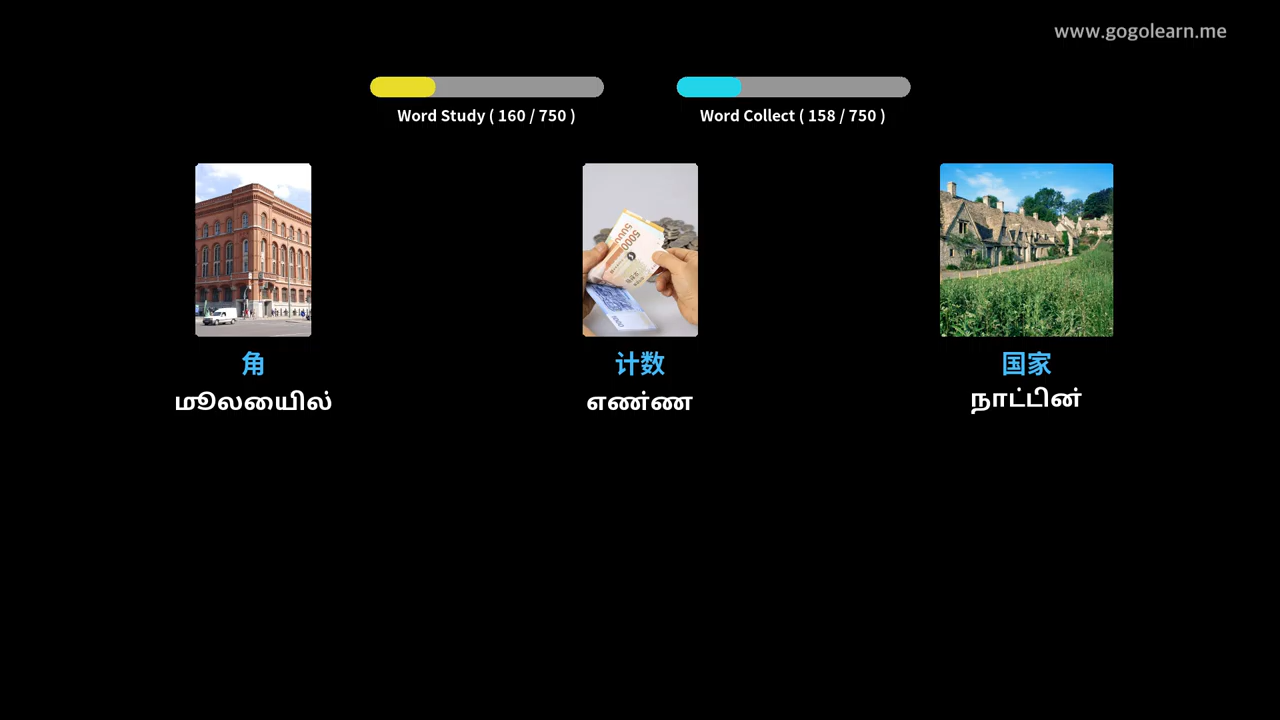 www.gogolearn.me
Word Study ( 160 / 750 )
Word Collect ( 158 / 750 )
角
计数
国家
மூலையில்
எண்ண
நாட்டின்